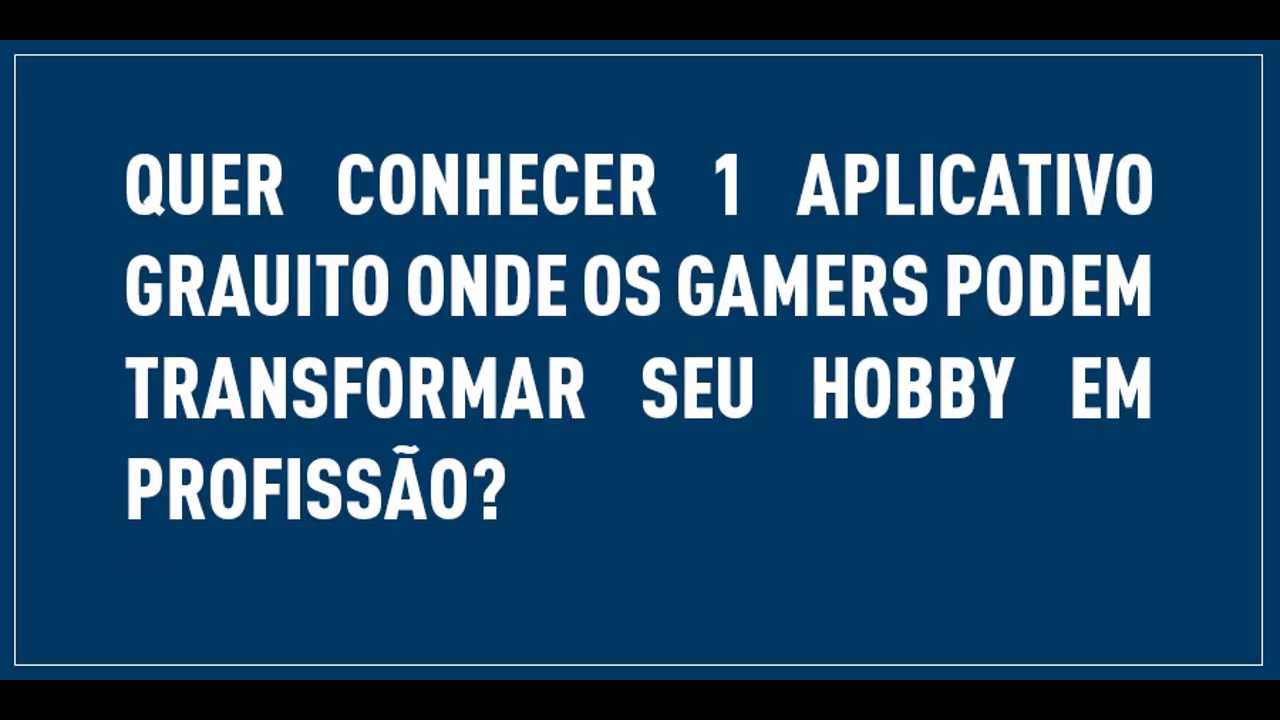 QUER CONHECER 1 APLICATIVO
GRAUITO ONDE OS GAMERS PODEM
TRANSFORMAR SEU HOBBY EM
PROFISSÃO?